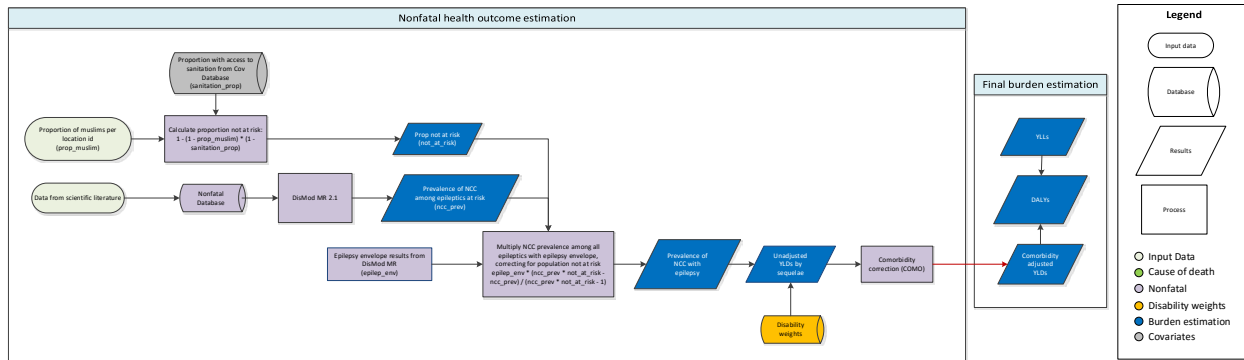 Nonfatal health outcome estimation
Proportion with access to
sanitation from Cov
Database
(sanitation_prop)
Proportion of muslims per
location id
(prop_muslim)
Calculate proportion not at risk:
1 - (1 - prop_muslim) * (1 -
sanitation_prop)
Prop not at risk
(not_at_risk)
Data from scientific literature
Nonfatal
Database
DisMod MR 2.1
Prevalence of NCC
among epileptics at risk
(ncc_prev)
Epilepsy envelope results from
DisMod MR
(epilep_env)
Multiply NCC prevalence among all
epileptics with epilepsy envelope,
correcting for population not at risk
epilep_env * (ncc_prev * not_at_risk -
ncc_prev) / (ncc_prev * not_at_risk - 1)
Prevalence of
NCC with
epilepsy
Unadjusted
YLDs by
sequelae
Disability
weights
Comorbidity
correction (COMO)
Final burden estimation
YLLs
DALYs
Comorbidity
adjusted YLDs
Legend
Input data
Database
Results
Process
Input Data
Cause of death
Nonfatal
Disability weights
Burden estimation
Covariates